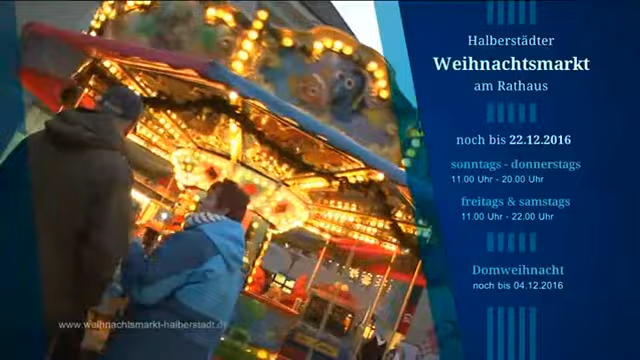 Halberstädter
Weihnachtsmarkt
am Rathaus
noch bis 22.12.2016
sonntags - donnerstags
11.00 Uhr - 20.00 Uhr
freitags & samstags
11.00 Uhr - 22.00 Uhr
Domweihnacht
noch bis 04.12.2016
www.weihnachtsmarkt-halberstadt.de